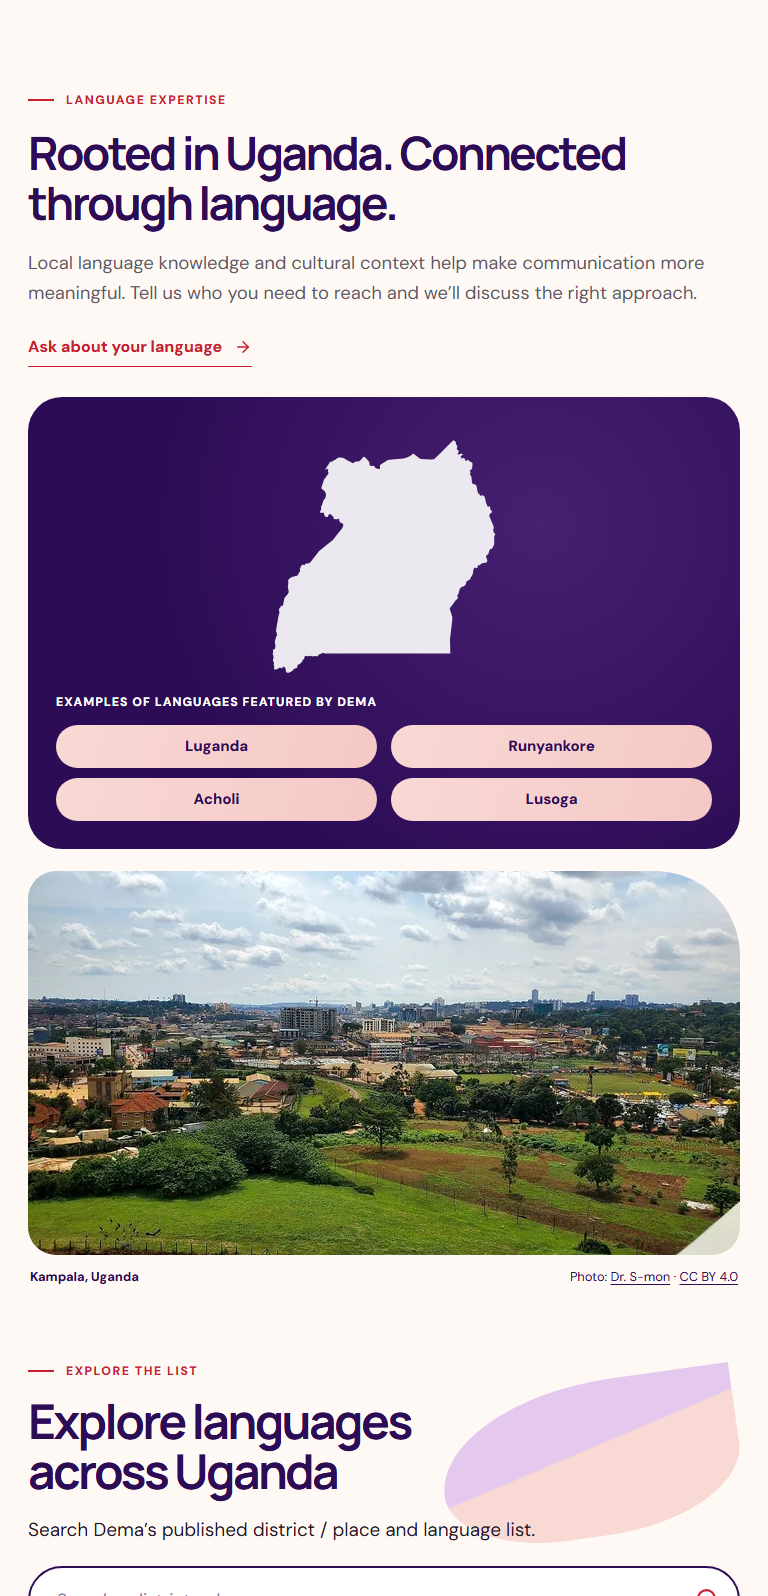 LANGUAGE EXPERTISE
Rooted in Uganda. Connected
through language.
Local language knowledge and cultural context help make communication more
meaningful. Tell us who you need to reach and we’ll discuss the right approach.
Ask about your language →
EXAMPLES OF LANGUAGES FEATURED BY DEMA
Luganda
Runyankore
Acholi
Lusoga
Kampala, Uganda
Photo: Dr. S-mon · CC BY 4.0
EXPLORE THE LIST
Explore languages
across Uganda
Search Dema’s published district / place and language list.